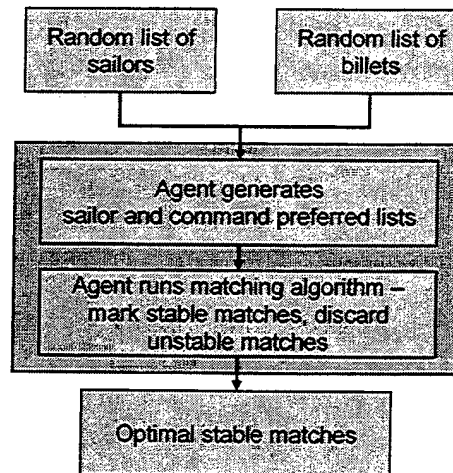 Random list of
sailors
Random list of
billets
Agent generates
sailor and command preferred lists
Agent runs matching algorithm –
mark stable matches, discard
unstable matches
Optimal stable matches